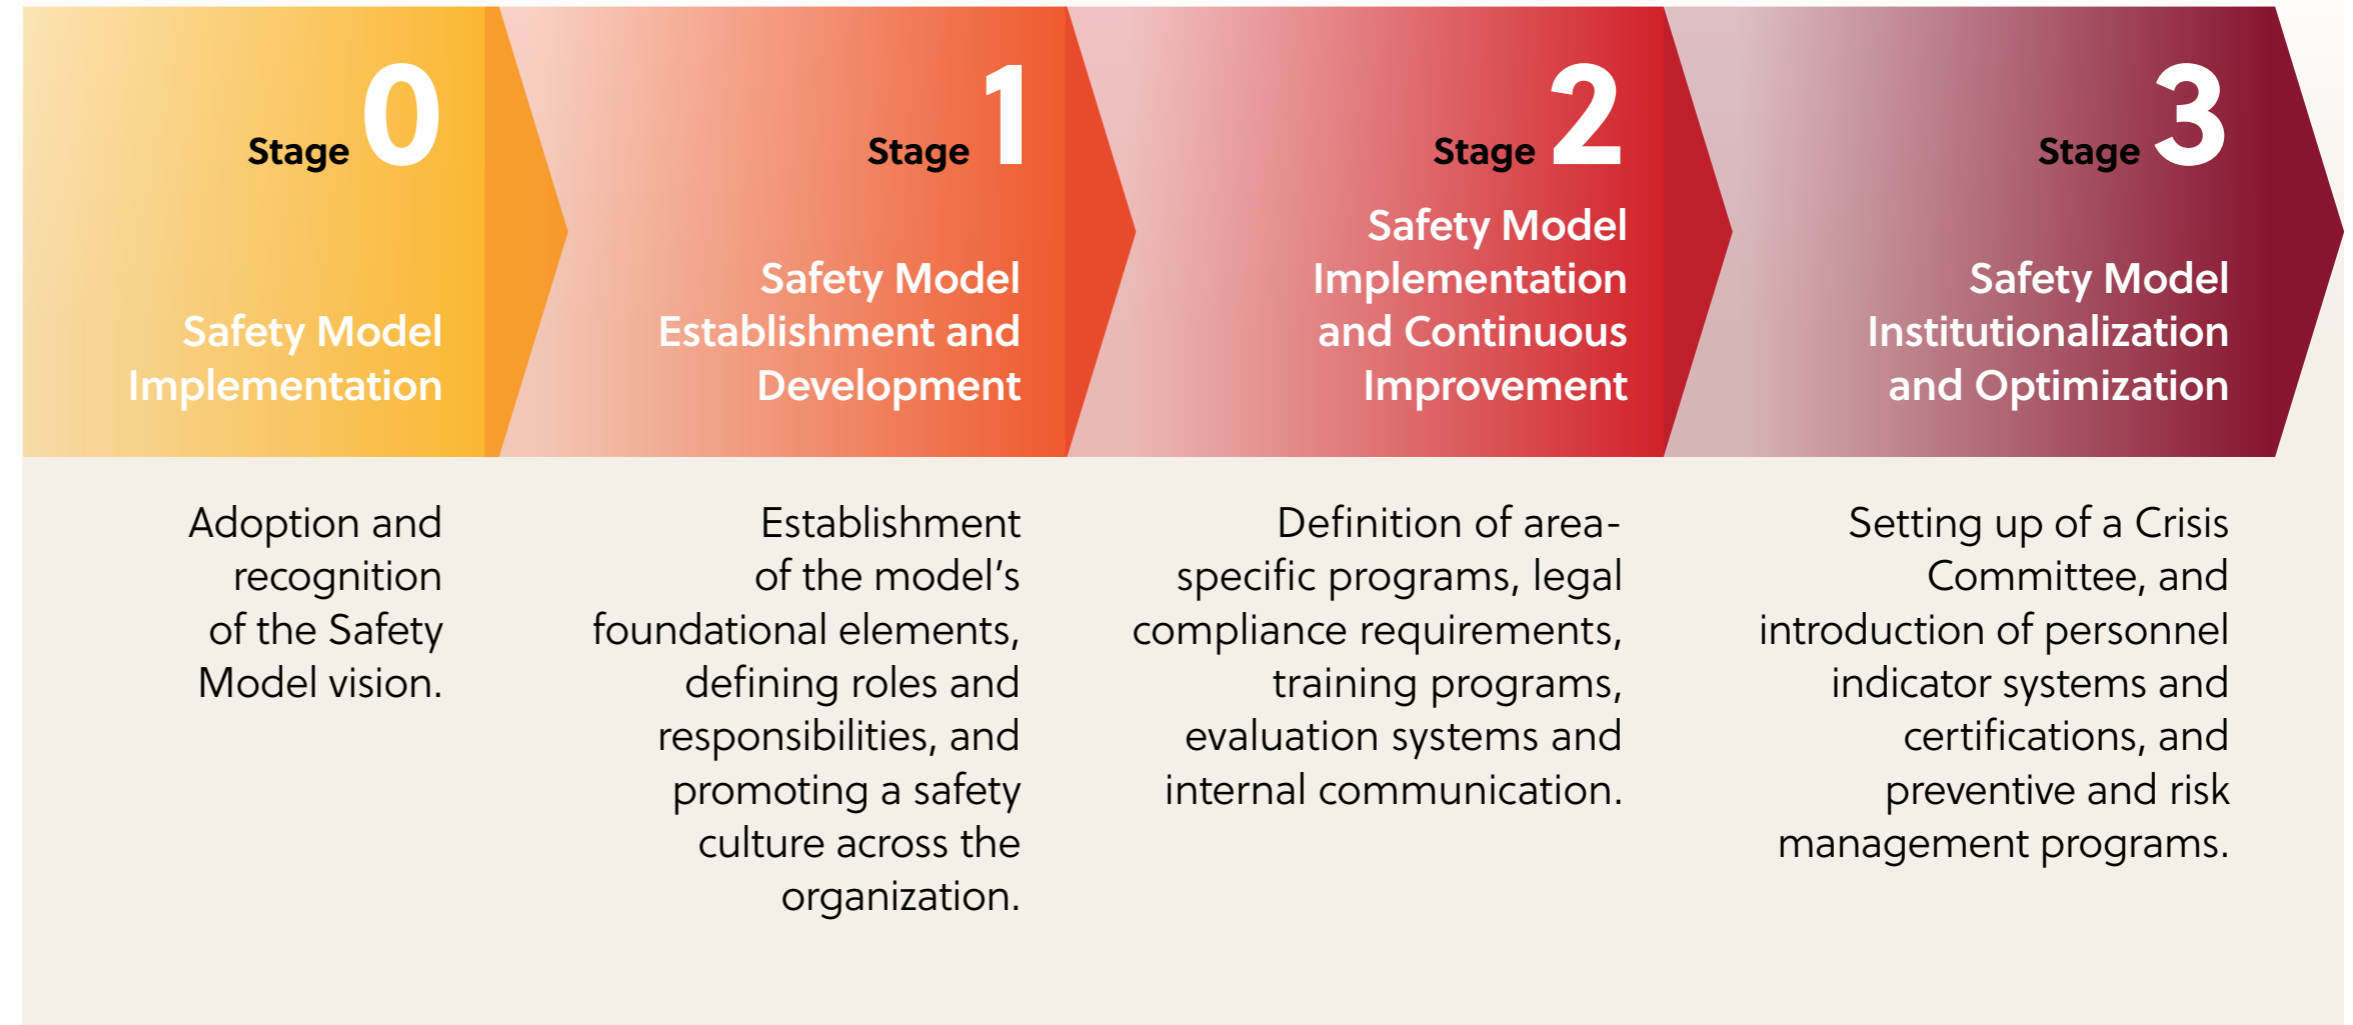 Stage 0
Safety Model
Implementation
Adoption and
recognition
of the Safety
Model vision.
Stage 1
Safety Model
Establishment and
Development
Establishment
of the model’s
foundational elements,
defining roles and
responsibilities, and
promoting a safety
culture across the
organization.
Stage 2
Safety Model
Implementation
and Continuous
Improvement
Definition of area-
specific programs, legal
compliance requirements,
training programs,
evaluation systems and
internal communication.
Stage 3
Safety Model
Institutionalization
and Optimization
Setting up of a Crisis
Committee, and
introduction of personnel
indicator systems and
certifications, and
preventive and risk
management programs.